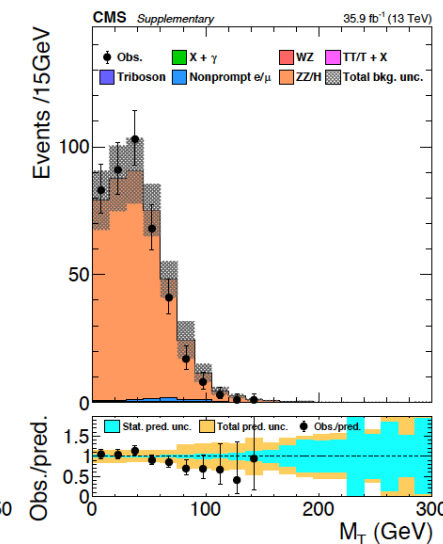 CMS Supplementary 35.9 fb⁻¹ (13 TeV)
Obs. X + γ WZ TT/T + X
Triboson Nonprompt e/μ ZZ/H Total bkg. unc.
Events /15GeV
100
50
0
Stat. pred. unc. Total pred. unc. Obs./pred.
Obs./pred.
1.5
1
0.5
0
50 0 100 200 300
M_T (GeV)